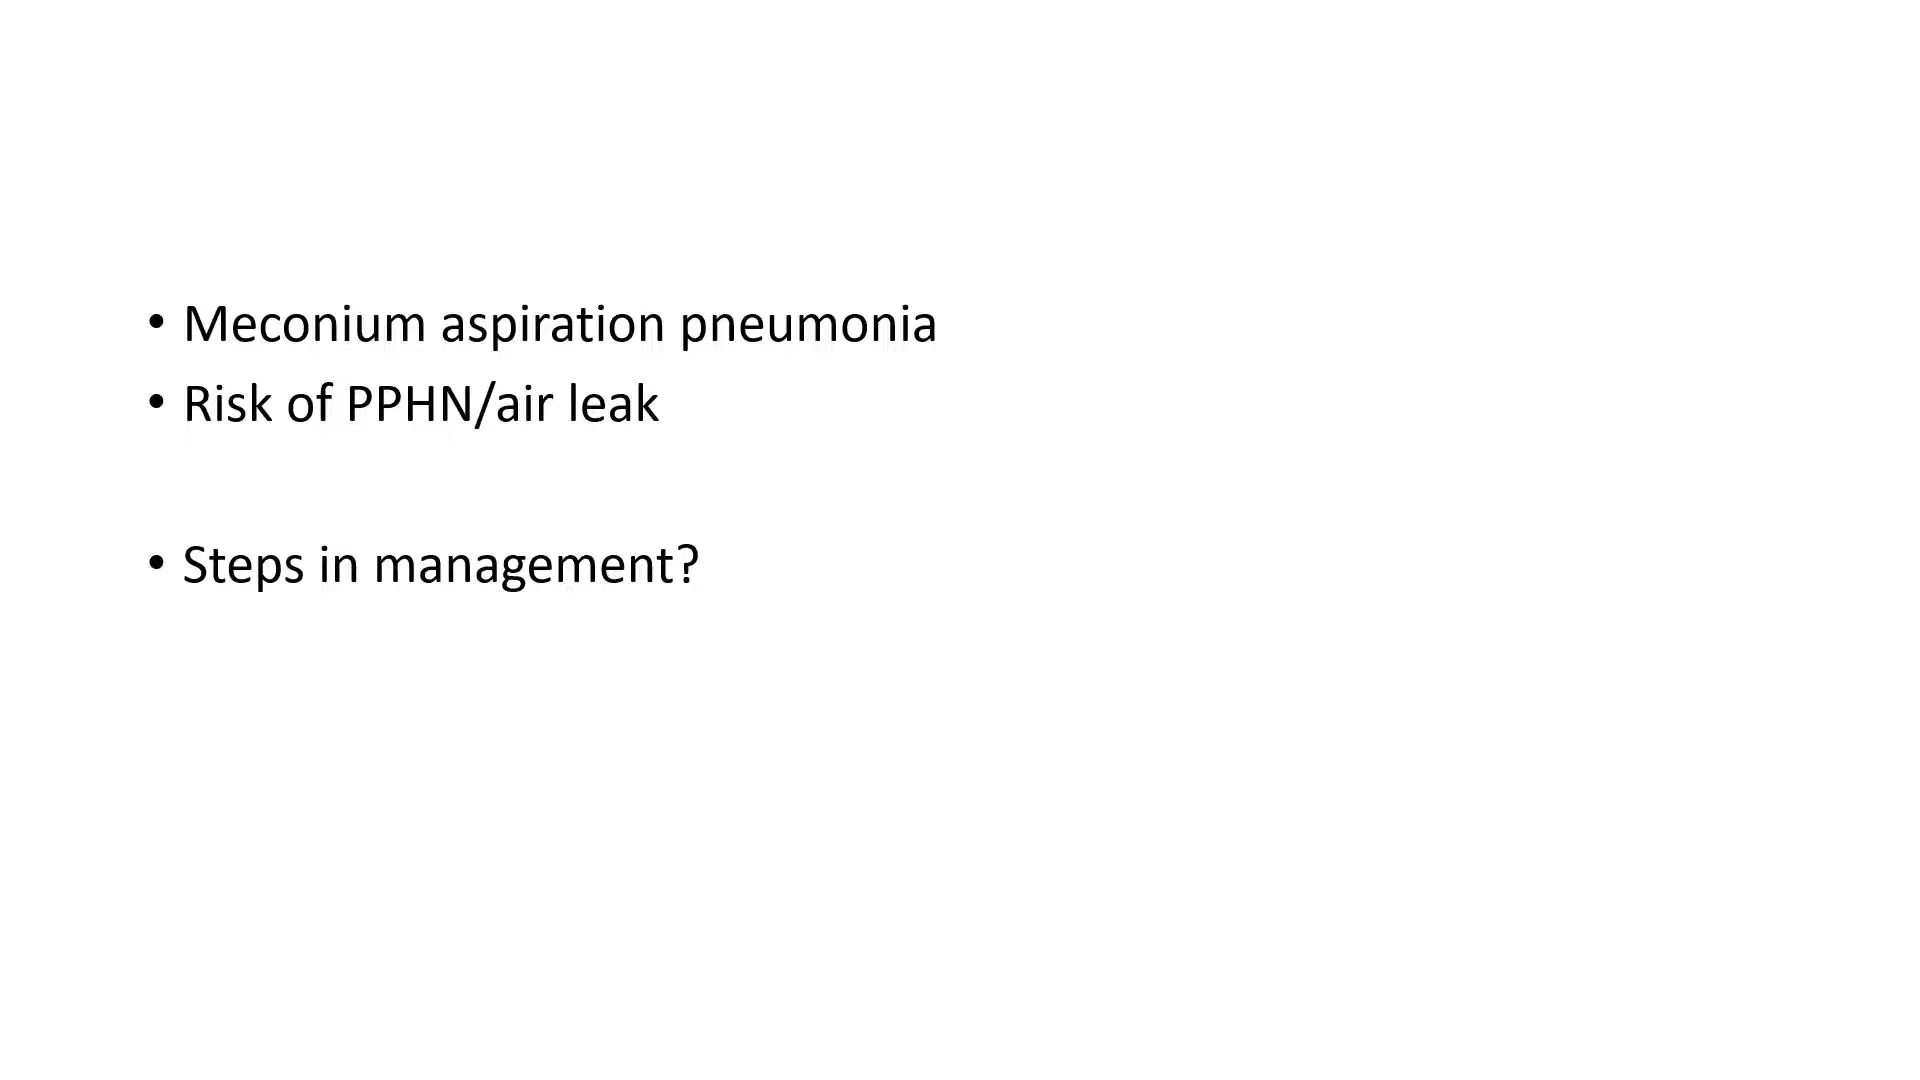 • Meconium aspiration pneumonia
• Risk of PPHN/air leak
• Steps in management?